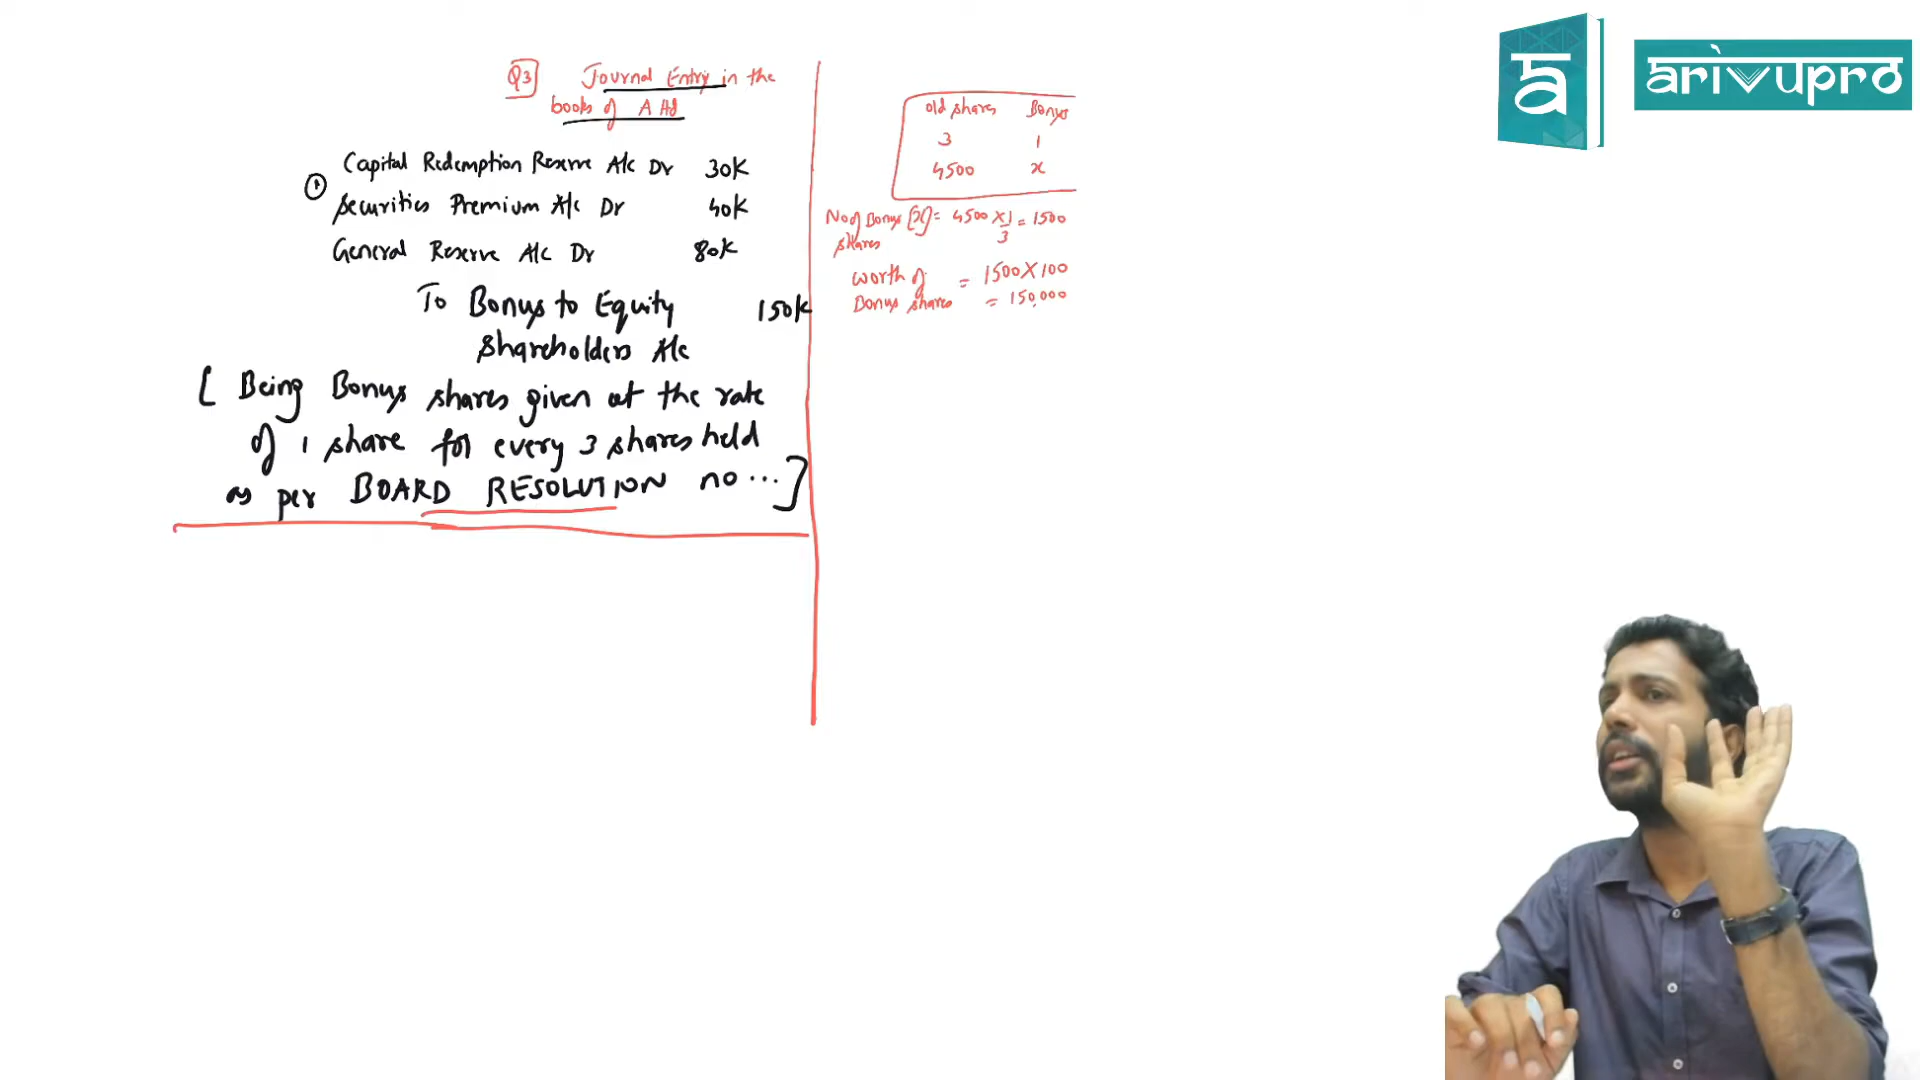 Q3 Journal Entry in the
books of A ltd
Capital Redemption Reserve A/c Dr 30K
①
Securities Premium A/c Dr 40K
General Reserve A/c Dr 80K
To Bonus to Equity 150K
Shareholders A/c
[ Being Bonus shares given at the rate
of 1 share for every 3 shares held
as per BOARD RESOLUTION no ... ]
old shares Bonus
3 1
4500 x
No of Bonus [x] = 4500 × 1/3 = 1500
shares
worth of = 1500 × 100
Bonus shares = 150,000
a
arivupro